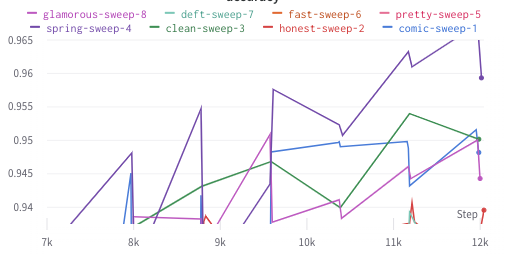 glamorous-sweep-8 deft-sweep-7 fast-sweep-6 pretty-sweep-5
spring-sweep-4 clean-sweep-3 honest-sweep-2 comic-sweep-1
0.965
0.96
0.955
0.95
0.945
0.94
Step
7k 8k 9k 10k 11k 12k